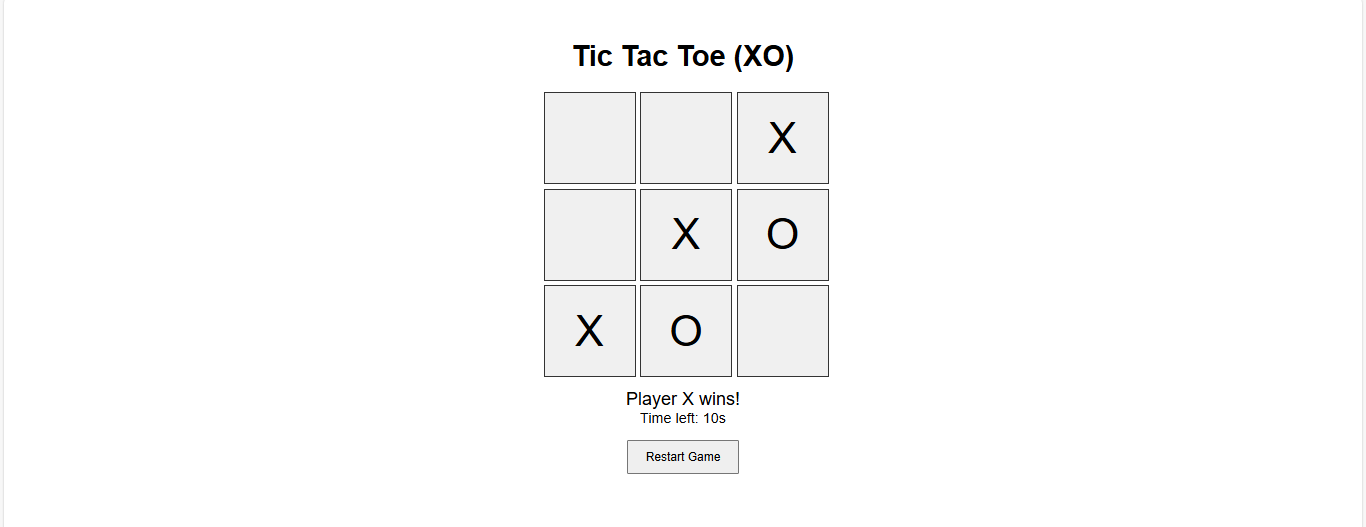 Tic Tac Toe (XO)
X
X O
X O
Player X wins!
Time left: 10s
Restart Game